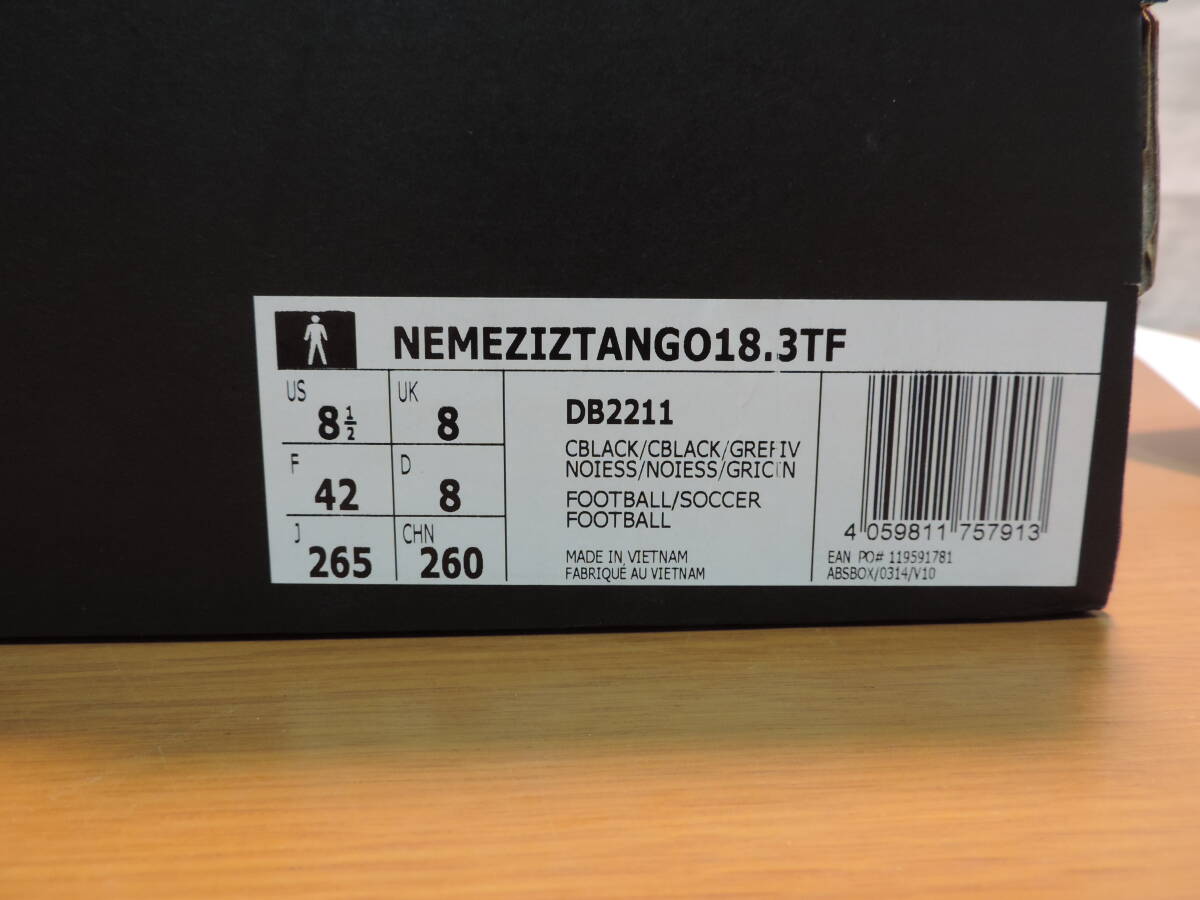 NEMEZIZTANGO18.3TF
US 8½ UK 8
F 42 D 8
J 265 CHN 260
DB2211
CBLACK/CBLACK/GREFIV
NOIESS/NOIESS/GRICIN
FOOTBALL/SOCCER
FOOTBALL
MADE IN VIETNAM
FABRIQUÉ AU VIETNAM
4 059811 757913
EAN PO# 119591781
ABSBOX/0314/V10